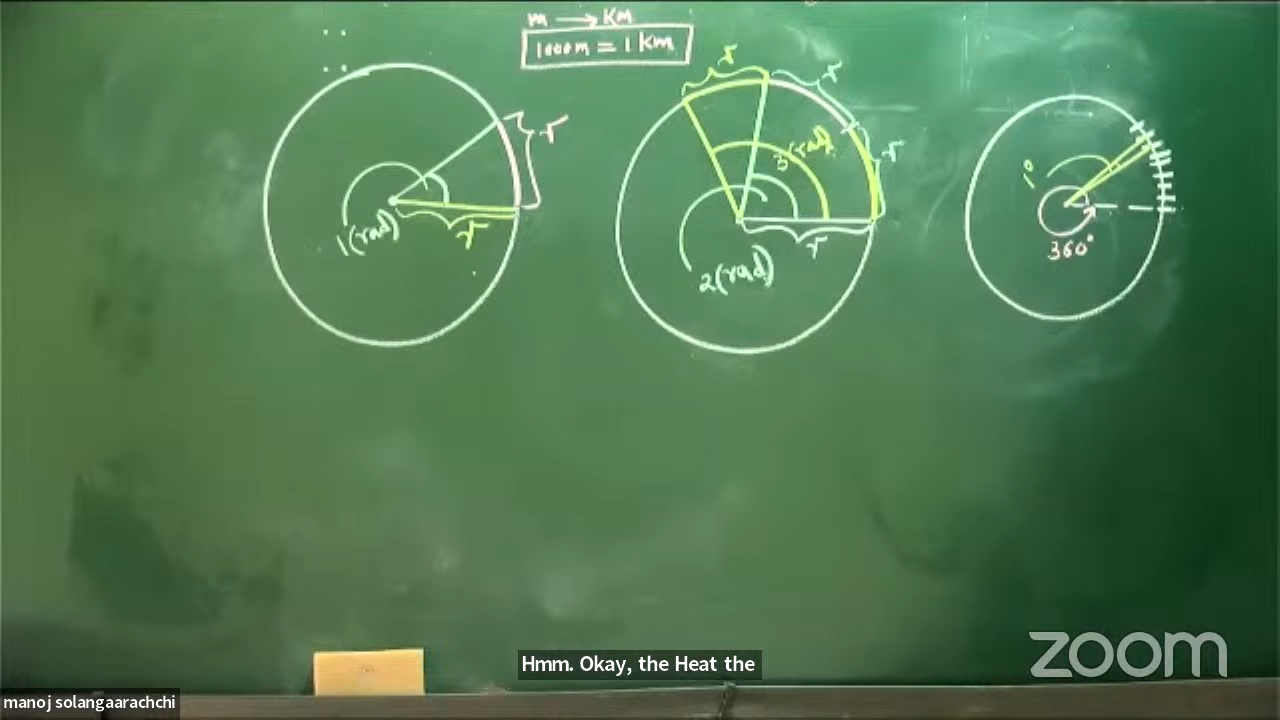 m → Km
1000m = 1 Km
r
1(rad)
r
r
r
3(rad)
r
2(rad)
r
1°
360°
zoom
Hmm. Okay, the Heat the
manoj solangaarachchi